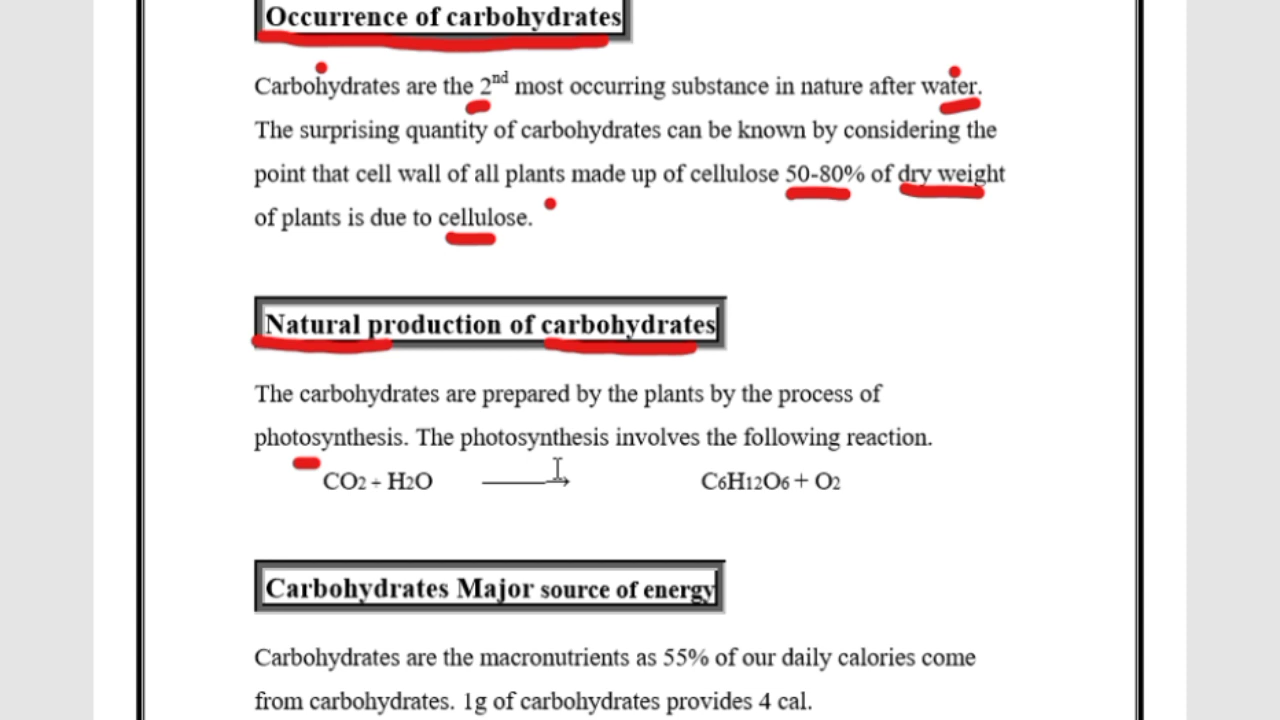 Occurrence of carbohydrates
Carbohydrates are the 2nd most occurring substance in nature after water.
The surprising quantity of carbohydrates can be known by considering the
point that cell wall of all plants made up of cellulose 50-80% of dry weight
of plants is due to cellulose.
Natural production of carbohydrates
The carbohydrates are prepared by the plants by the process of
photosynthesis. The photosynthesis involves the following reaction.
CO2 + H2O → C6H12O6 + O2
Carbohydrates Major source of energy
Carbohydrates are the macronutrients as 55% of our daily calories come
from carbohydrates. 1g of carbohydrates provides 4 cal.